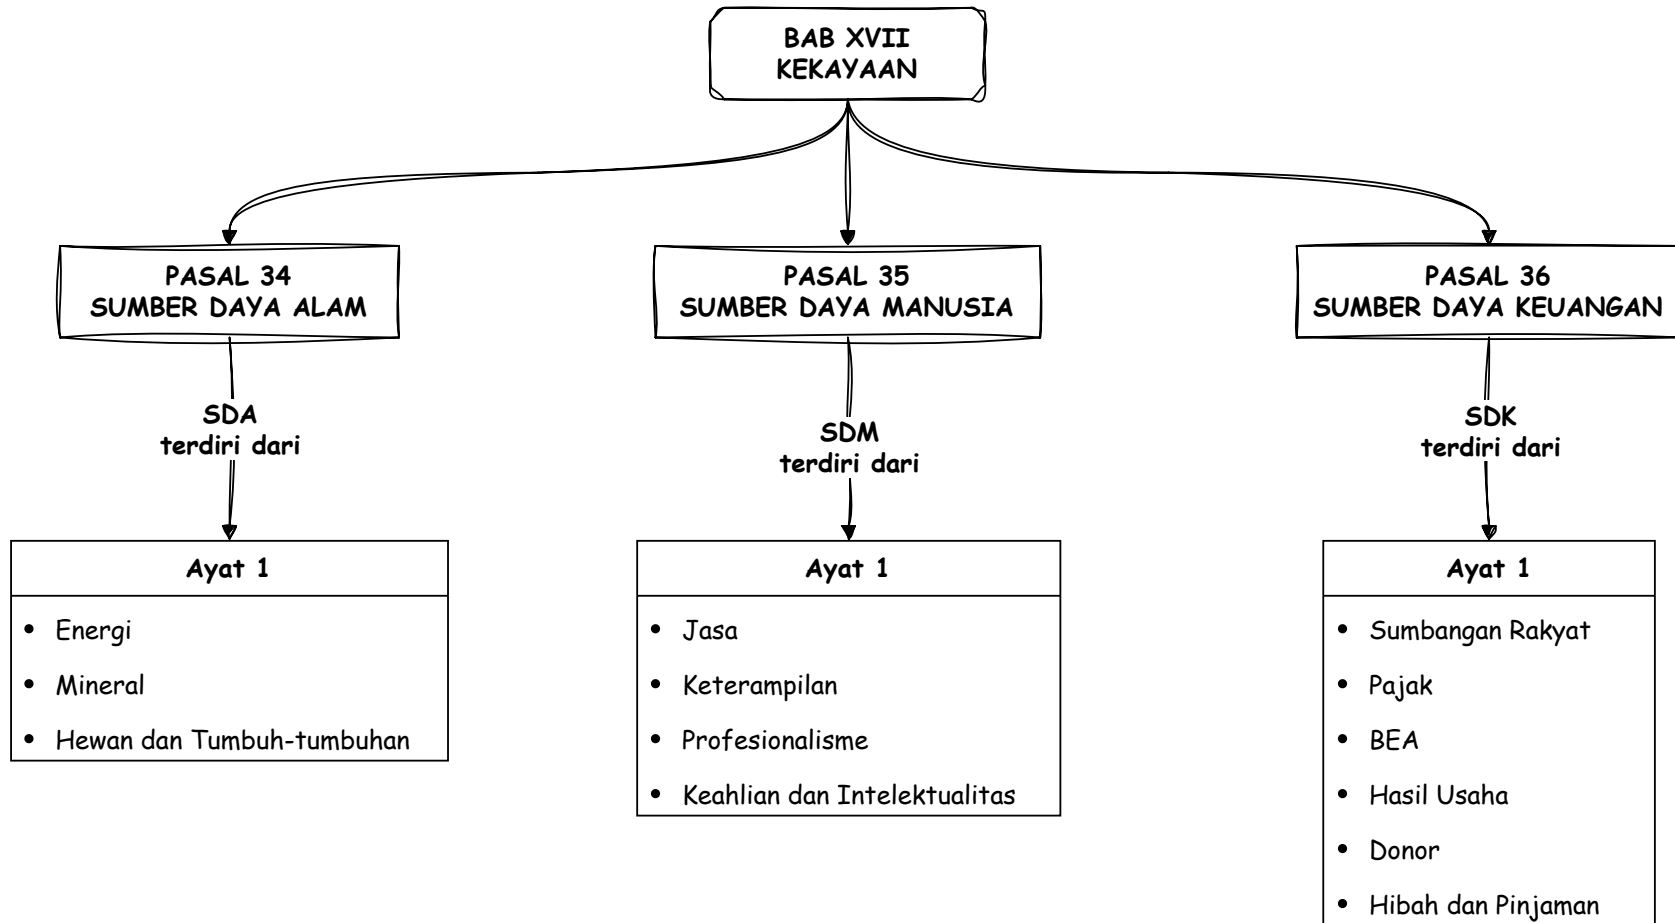 BAB XVII
KEKAYAAN
PASAL 34
SUMBER DAYA ALAM
PASAL 35
SUMBER DAYA MANUSIA
PASAL 36
SUMBER DAYA KEUANGAN
SDA
terdiri dari
SDM
terdiri dari
SDK
terdiri dari
Ayat 1
• Energi
• Mineral
• Hewan dan Tumbuh-tumbuhan
Ayat 1
• Jasa
• Keterampilan
• Profesionalisme
• Keahlian dan Intelektualitas
Ayat 1
• Sumbangan Rakyat
• Pajak
• BEA
• Hasil Usaha
• Donor
• Hibah dan Pinjaman